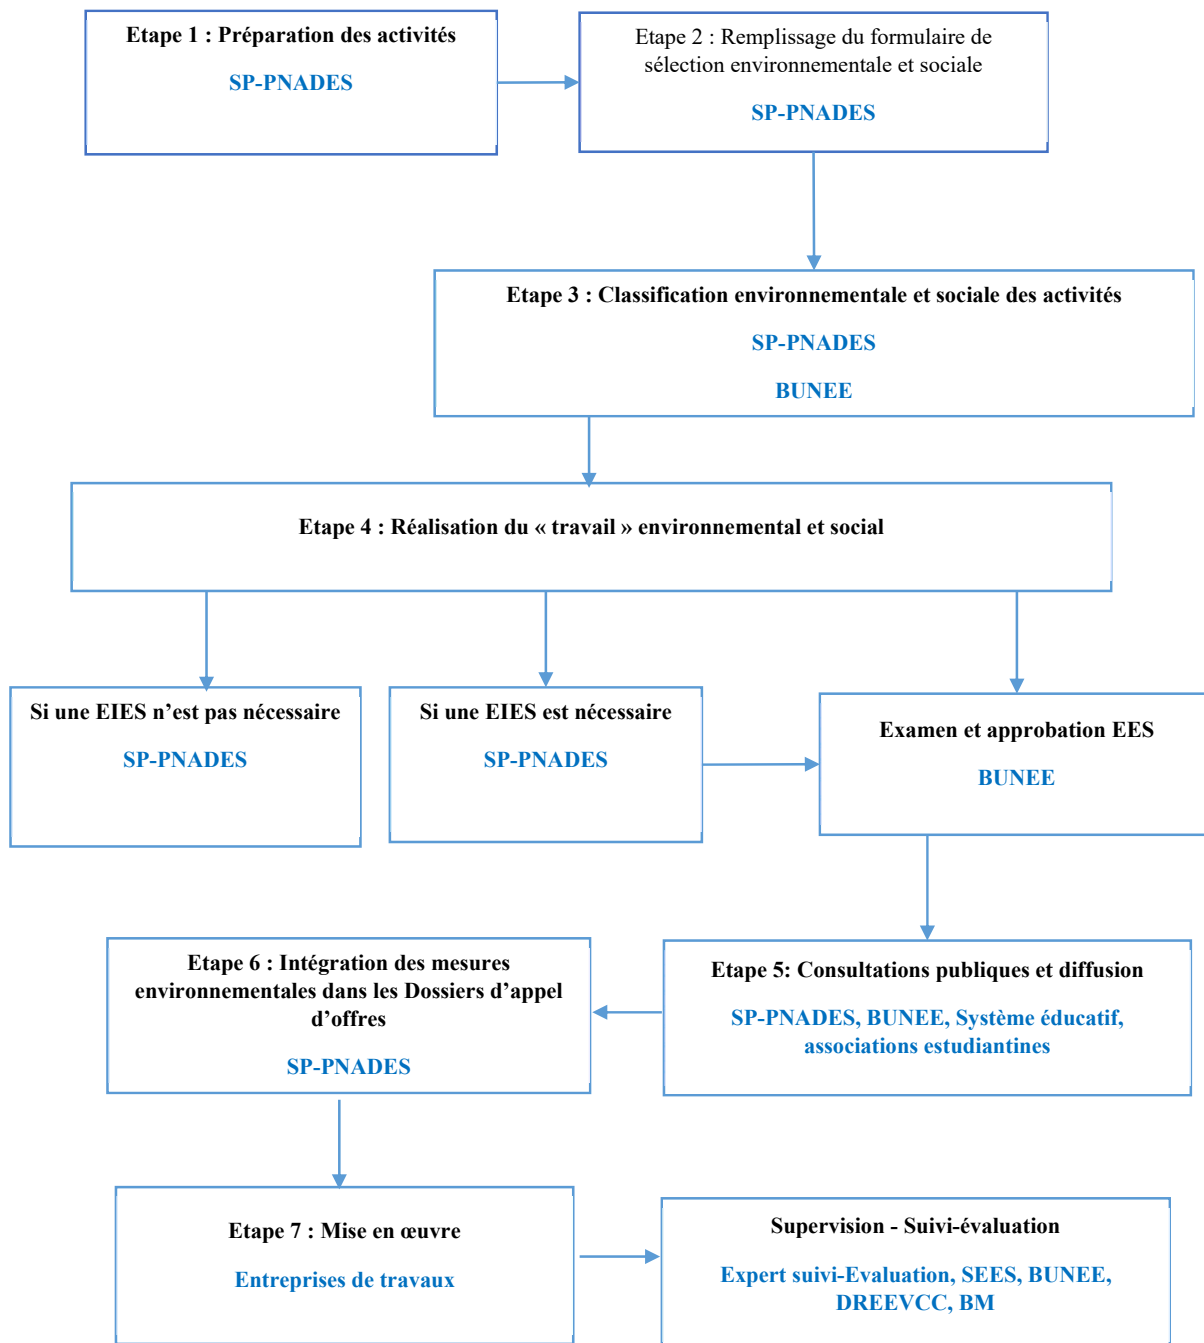 Etape 1 : Préparation des activités
SP-PNADES
Etape 2 : Remplissage du formulaire de
sélection environnementale et sociale
SP-PNADES
Etape 3 : Classification environnementale et sociale des activités
SP-PNADES
BUNEE
Etape 4 : Réalisation du « travail » environnemental et social
Si une EIES n’est pas nécessaire
SP-PNADES
Si une EIES est nécessaire
SP-PNADES
Examen et approbation EES
BUNEE
Etape 5: Consultations publiques et diffusion
SP-PNADES, BUNEE, Système éducatif,
associations estudiantines
Etape 6 : Intégration des mesures
environnementales dans les Dossiers d’appel
d’offres
SP-PNADES
Etape 7 : Mise en œuvre
Entreprises de travaux
Supervision - Suivi-évaluation
Expert suivi-Evaluation, SEES, BUNEE,
DREEVCC, BM